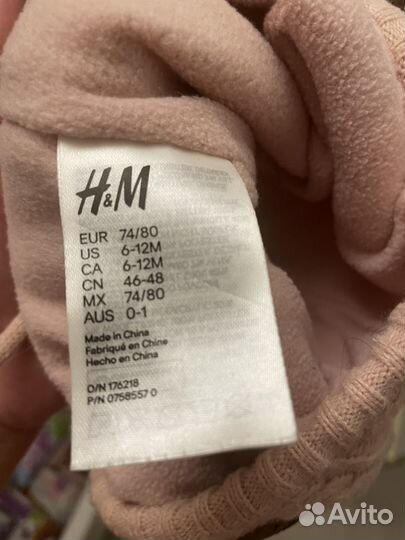 H&M
EUR 74/80
US 6-12M
CA 6-12M
CN 46-48
MX 74/80
AUS 0-1
Made in China
Fabriqué en Chine
Hecho en China
O/N 176218
P/N 0758557 0
Avito